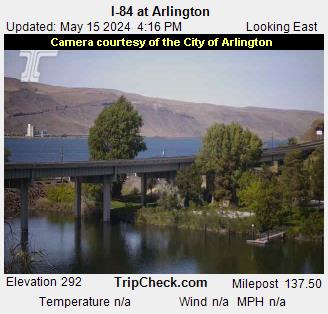 I-84 at Arlington
Updated: May 15 2024 4:16 PM Looking East
Camera courtesy of the City of Arlington
Elevation 292 TripCheck.com Milepost 137.50
Temperature n/a Wind n/a MPH n/a